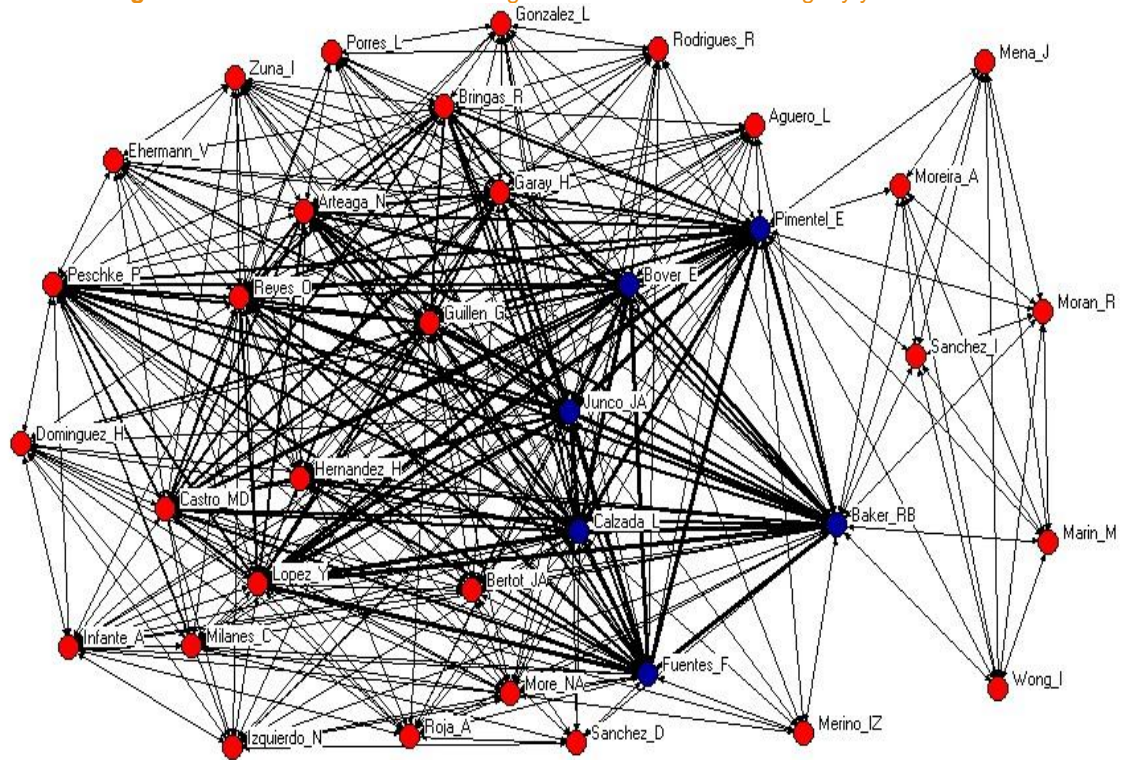 Gonzalez_L
Porres_L
Rodrigues_R
Mena_J
Zuna_I
Bringas_R
Aguero_L
Ehermann_V
Moreira_A
Garay_H
Arteaga_N
Pimentel_E
Peschke_P
Reyes_O
Bover_E
Guillen_G
Moran_R
Sanchez_I
Junco_JA
Dominguez_H
Hernandez_H
Castro_MD
Calzada_L
Baker_RB
Marin_M
Lopez_Y
Bertot_JA
Infante_A
Milanes_C
Fuentes_F
More_NA
Wong_I
Roja_A
Merino_IZ
Izquierdo_N
Sanchez_D